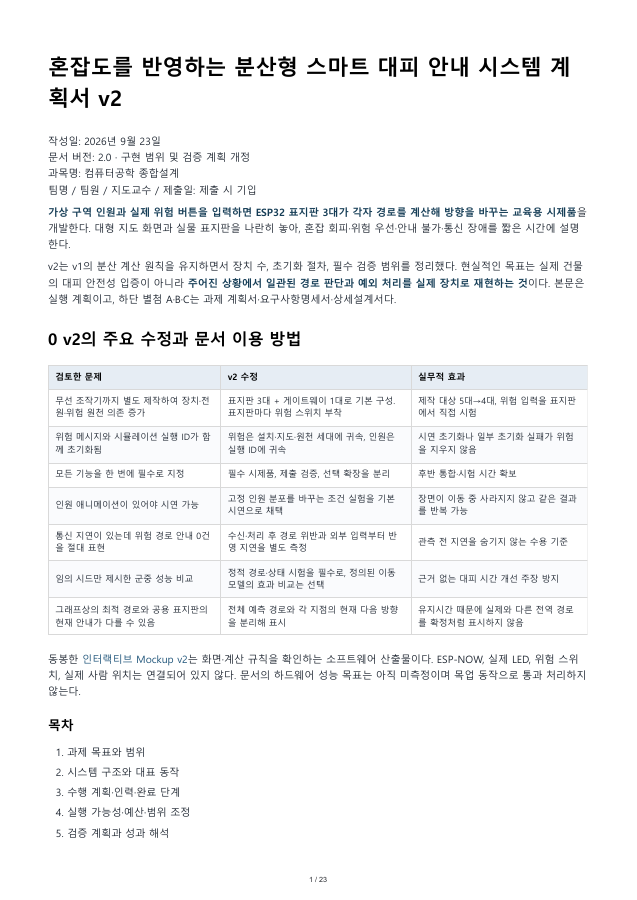 혼잡도를 반영하는 분산형 스마트 대피 안내 시스템 계
획서 v2
작성일: 2026년 9월 23일
문서 버전: 2.0 · 구현 범위 및 검증 계획 개정
과목명: 컴퓨터공학 종합설계
팀명 / 팀원 / 지도교수 / 제출일: 제출 시 기입
가상 구역 인원과 실제 위험 버튼을 입력하면 ESP32 표지판 3대가 각자 경로를 계산해 방향을 바꾸는 교육용 시제품을
개발한다. 대형 지도 화면과 실물 표지판을 나란히 놓아, 혼잡 회피·위험 우선·안내 불가·통신 장애를 짧은 시간에 설명
한다.
v2는 v1의 분산 계산 원칙을 유지하면서 장치 수, 초기화 절차, 필수 검증 범위를 정리했다. 현실적인 목표는 실제 건물
의 대피 안전성 입증이 아니라 주어진 상황에서 일관된 경로 판단과 예외 처리를 실제 장치로 재현하는 것이다. 본문은
실행 계획이고, 하단 별첨 A·B·C는 과제 계획서·요구사항명세서·상세설계서다.
0 v2의 주요 수정과 문서 이용 방법
검토한 문제
v2 수정
실무적 효과
무선 조작기까지 별도 제작하여 장치·전
원·위험 원천 의존 증가
표지판 3대 + 게이트웨이 1대로 기본 구성.
표지판마다 위험 스위치 부착
제작 대상 5대→4대, 위험 입력을 표지판
에서 직접 시험
위험 메시지와 시뮬레이션 실행 ID가 함
께 초기화됨
위험은 설치·지도·원천 세대에 귀속, 인원은
실행 ID에 귀속
시연 초기화나 일부 초기화 실패가 위험
을 지우지 않음
모든 기능을 한 번에 필수로 지정
필수 시제품, 제출 검증, 선택 확장을 분리
후반 통합·시험 시간 확보
인원 애니메이션이 있어야 시연 가능
고정 인원 분포를 바꾸는 조건 실험을 기본
시연으로 채택
장면이 이동 중 사라지지 않고 같은 결과
를 반복 가능
통신 지연이 있는데 위험 경로 안내 0건
을 절대 표현
수신·처리 후 경로 위반과 외부 입력부터 반
영 지연을 별도 측정
관측 전 지연을 숨기지 않는 수용 기준
임의 시드만 제시한 군중 성능 비교
정적 경로·상태 시험을 필수로, 정의된 이동
모델의 효과 비교는 선택
근거 없는 대피 시간 개선 주장 방지
그래프상의 최적 경로와 공용 표지판의
현재 안내가 다를 수 있음
전체 예측 경로와 각 지점의 현재 다음 방향
을 분리해 표시
유지시간 때문에 실제와 다른 전역 경로
를 확정처럼 표시하지 않음
동봉한 인터랙티브 Mockup v2는 화면·계산 규칙을 확인하는 소프트웨어 산출물이다. ESP-NOW, 실제 LED, 위험 스위
치, 실제 사람 위치는 연결되어 있지 않다. 문서의 하드웨어 성능 목표는 아직 미측정이며 목업 동작으로 통과 처리하지
않는다.
목차
1. 과제 목표와 범위
2. 시스템 구조와 대표 동작
3. 수행 계획·인력·완료 단계
4. 실행 가능성·예산·범위 조정
5. 검증 계획과 성과 해석
1 / 23